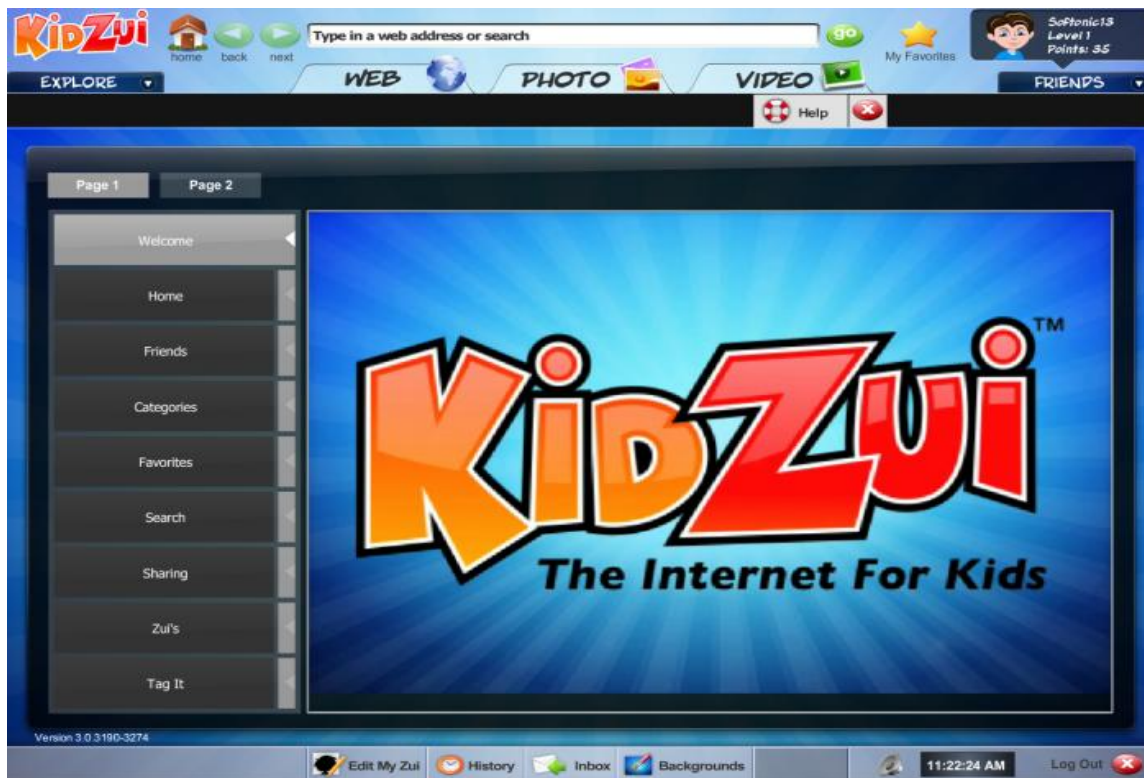 KidZui
home
back
next
Type in a web address or search
go
My Favorites
Softonic13
Level 1
Points: 35
EXPLORE
WEB
PHOTO
VIDEO
FRIENDS
Help
Page 1
Page 2
Welcome
Home
Friends
Categories
Favorites
Search
Sharing
Zui's
Tag It
KidZui TM
The Internet For Kids
Version 3.0.3190-3274
Edit My Zui
History
Inbox
Backgrounds
11:22:24 AM
Log Out